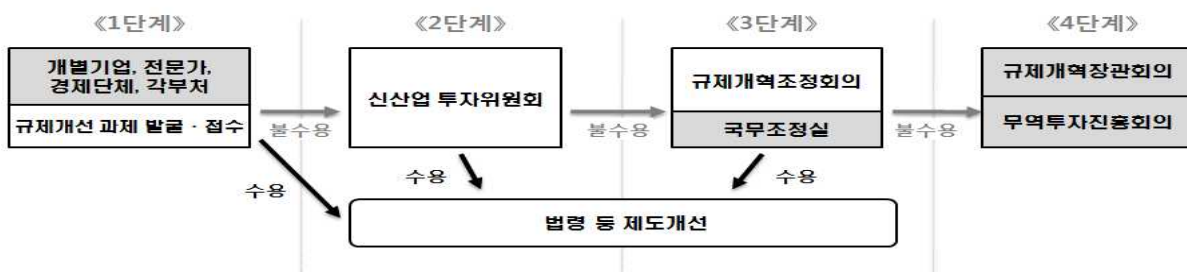 《1단계》
《2단계》
《3단계》
《4단계》
개별기업, 전문가,
경제단체, 각부처
규제개선 과제 발굴 · 접수
불수용
신산업 투자위원회
불수용
규제개혁조정회의
국무조정실
불수용
규제개혁장관회의
무역투자진흥회의
수용
수용
수용
법령 등 제도개선